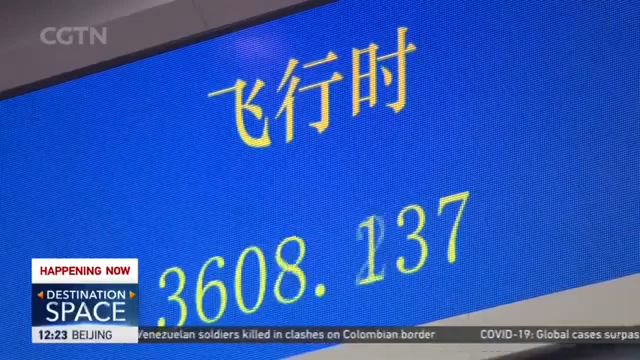 CGTN
飞行时
3608.137
HAPPENING NOW
DESTINATION
SPACE
12:23 BEIJING
Venezuelan soldiers killed in clashes on Colombian border
COVID-19: Global cases surpas